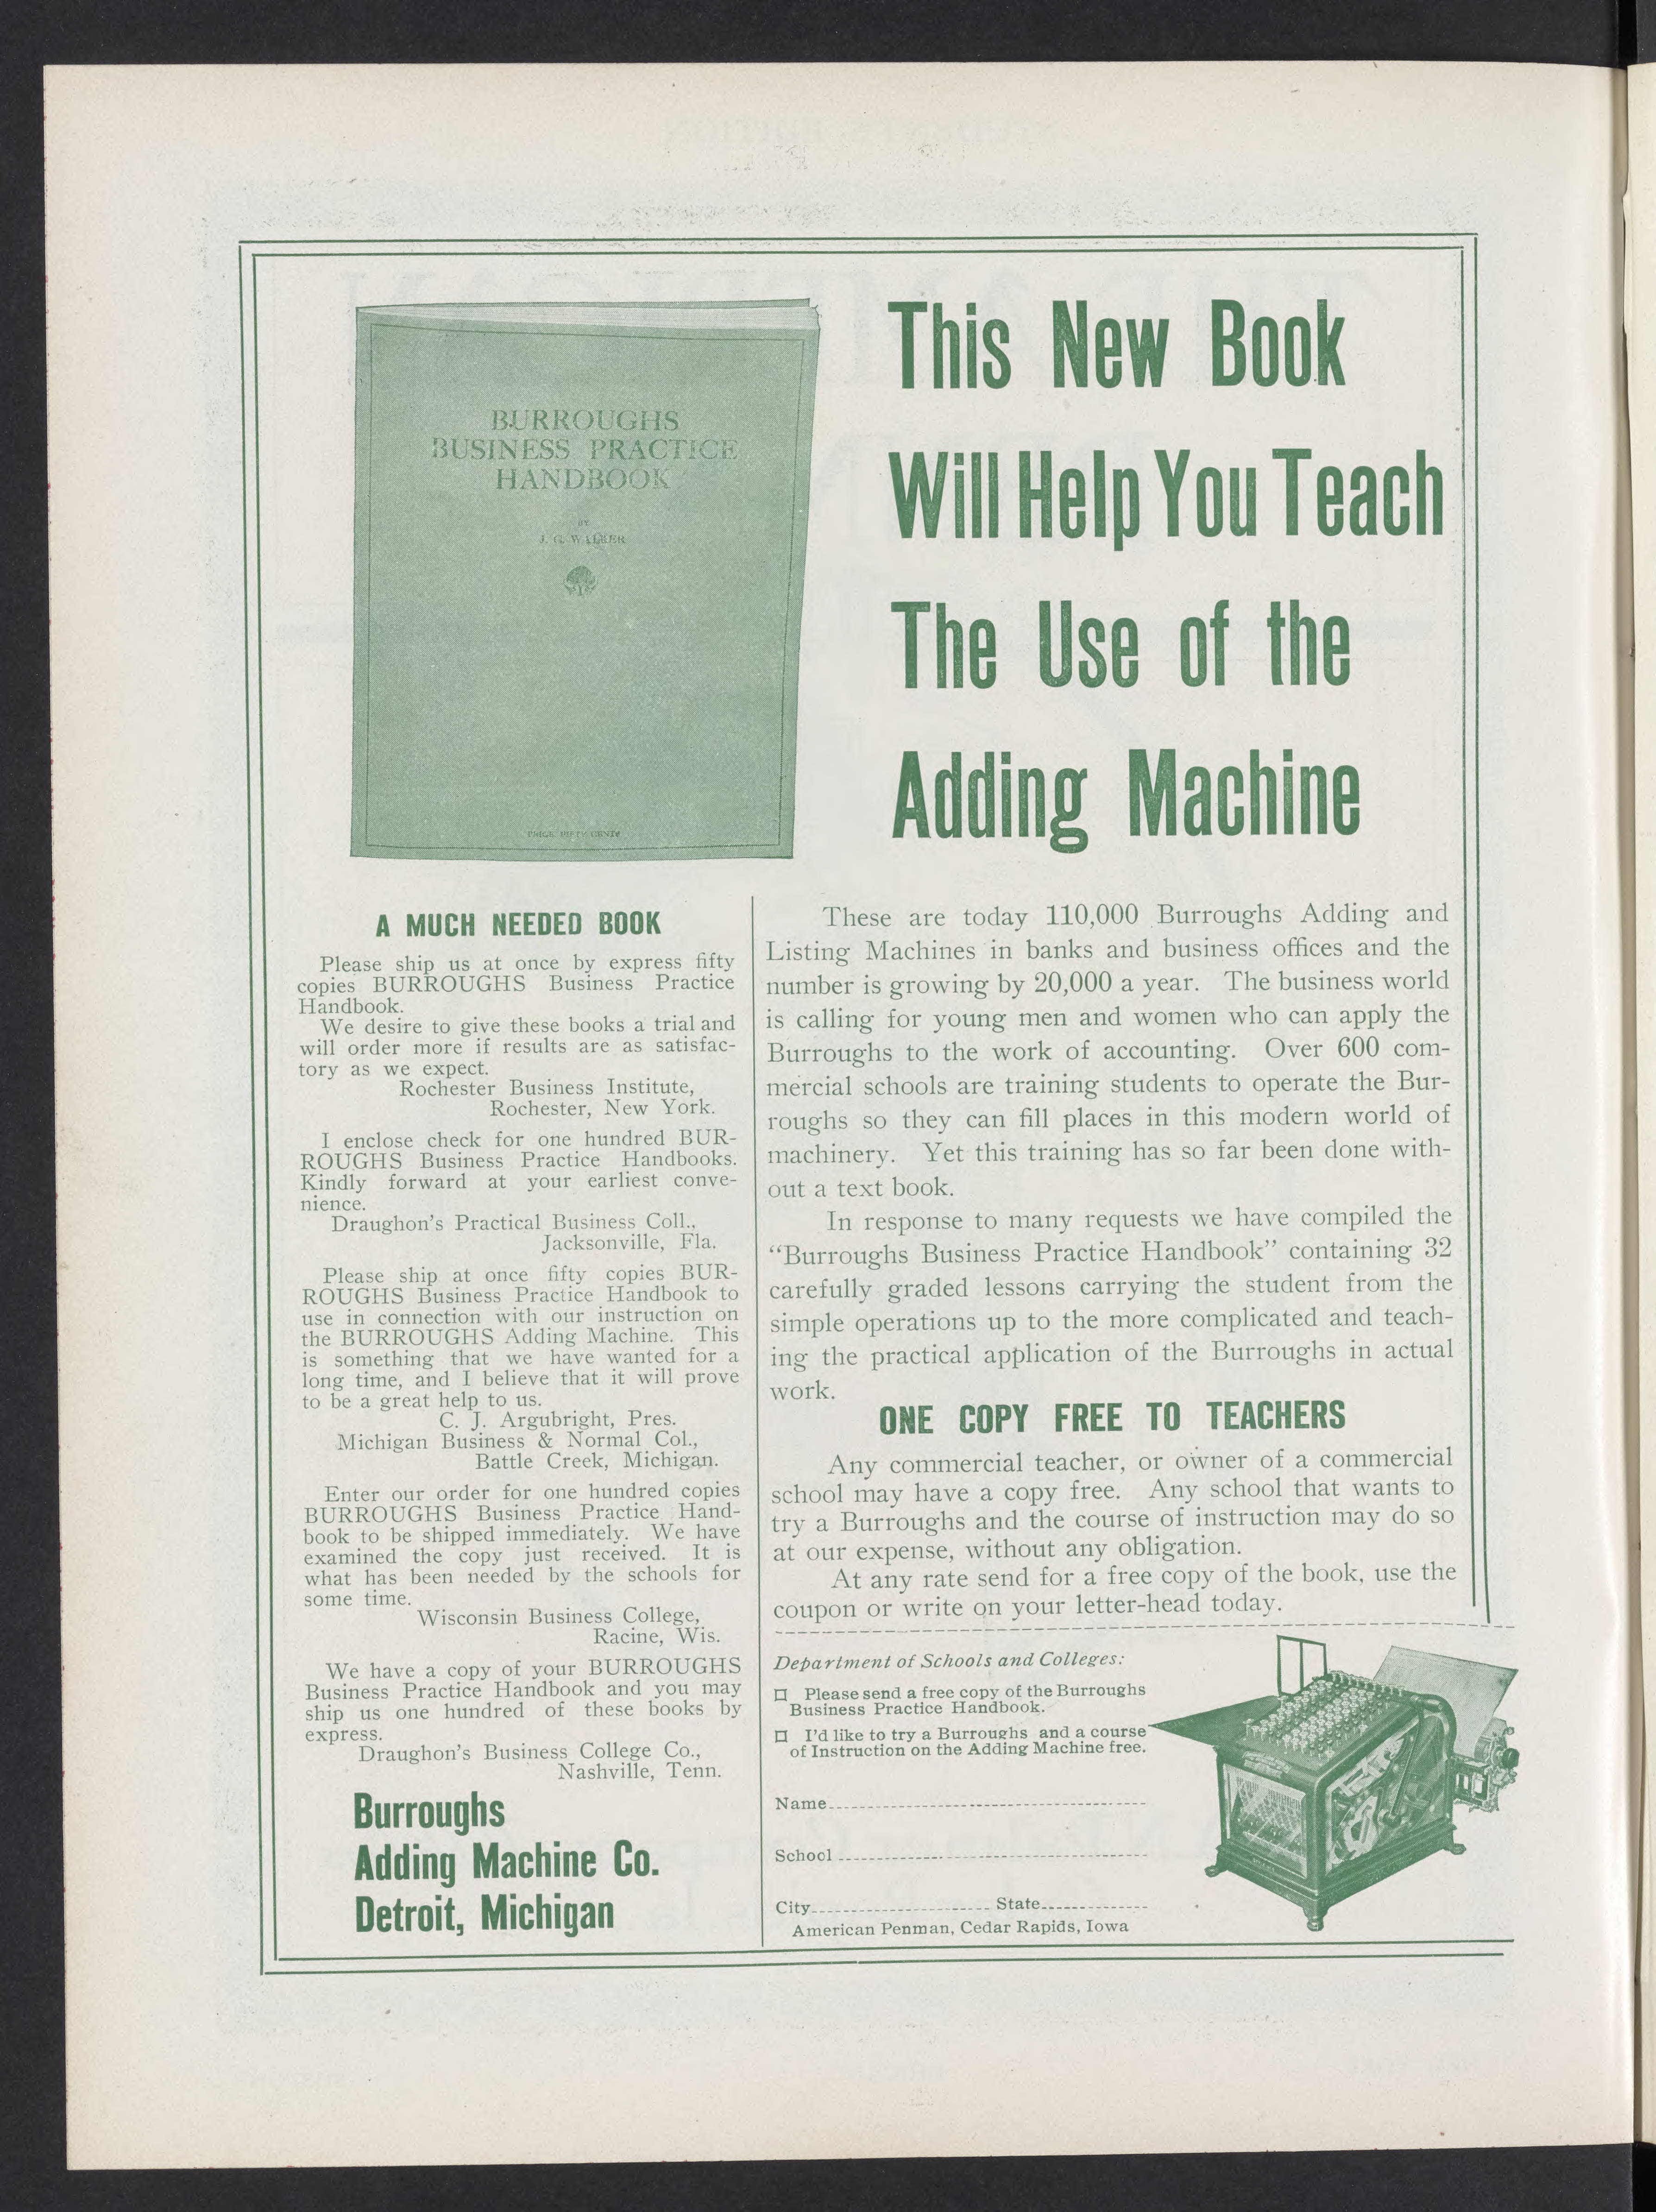 BURROUGHS
BUSINESS PRACTICE
HANDBOOK
BY
J. G. WALKER
PRICE FIFTY CENTS
This New Book
Will Help You Teach
The Use of the
Adding Machine
A MUCH NEEDED BOOK
Please ship us at once by express fifty
copies BURROUGHS Business Practice
Handbook.
We desire to give these books a trial and
will order more if results are as satisfac-
tory as we expect.
Rochester Business Institute,
Rochester, New York.
I enclose check for one hundred BUR-
ROUGHS Business Practice Handbooks.
Kindly forward at your earliest conve-
nience.
Draughon's Practical Business Coll.,
Jacksonville, Fla.
Please ship at once fifty copies BUR-
ROUGHS Business Practice Handbook to
use in connection with our instruction on
the BURROUGHS Adding Machine. This
is something that we have wanted for a
long time, and I believe that it will prove
to be a great help to us.
C. J. Argubright, Pres.
Michigan Business & Normal Col.,
Battle Creek, Michigan.
Enter our order for one hundred copies
BURROUGHS Business Practice Hand-
book to be shipped immediately. We have
examined the copy just received. It is
what has been needed by the schools for
some time.
Wisconsin Business College,
Racine, Wis.
We have a copy of your BURROUGHS
Business Practice Handbook and you may
ship us one hundred of these books by
express.
Draughon's Business College Co.,
Nashville, Tenn.
Burroughs
Adding Machine Co.
Detroit, Michigan
These are today 110,000 Burroughs Adding and
Listing Machines in banks and business offices and the
number is growing by 20,000 a year. The business world
is calling for young men and women who can apply the
Burroughs to the work of accounting. Over 600 com-
mercial schools are training students to operate the Bur-
roughs so they can fill places in this modern world of
machinery. Yet this training has so far been done with-
out a text book.
In response to many requests we have compiled the
“Burroughs Business Practice Handbook” containing 32
carefully graded lessons carrying the student from the
simple operations up to the more complicated and teach-
ing the practical application of the Burroughs in actual
work.
ONE COPY FREE TO TEACHERS
Any commercial teacher, or owner of a commercial
school may have a copy free. Any school that wants to
try a Burroughs and the course of instruction may do so
at our expense, without any obligation.
At any rate send for a free copy of the book, use the
coupon or write on your letter-head today.
Department of Schools and Colleges:
□ Please send a free copy of the Burroughs
Business Practice Handbook.
□ I'd like to try a Burroughs and a course
of Instruction on the Adding Machine free.
Name
School
City State
American Penman, Cedar Rapids, Iowa